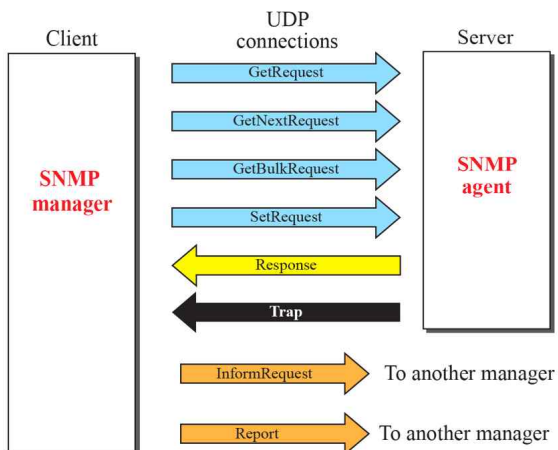 UDP
connections
Client
Server
GetRequest
GetNextRequest
GetBulkRequest
SetRequest
Response
Trap
SNMP
manager
SNMP
agent
InformRequest
To another manager
Report
To another manager